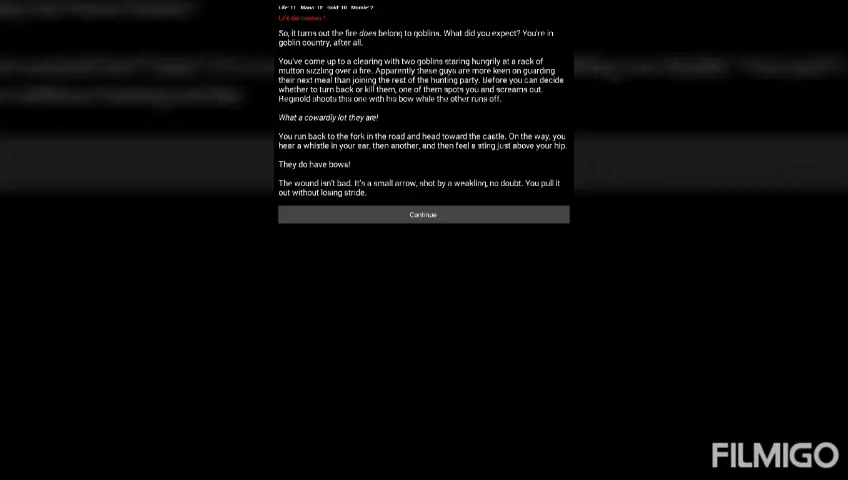 Life: 11 Mana: 10 Gold: 10 Morale: 2
Life decreases 1.
So, it turns out the fire does belong to goblins. What did you expect? You're in
goblin country, after all.
You've come up to a clearing with two goblins staring hungrily at a rack of
mutton sizzling over a fire. Apparently these guys are more keen on guarding
their next meal than joining the rest of the hunting party. Before you can decide
whether to turn back or kill them, one of them spots you and screams out.
Reginold shoots this one with his bow while the other runs off.
What a cowardly lot they are!
You run back to the fork in the road and head toward the castle. On the way, you
hear a whistle in your ear, then another, and then feel a sting just above your hip.
They do have bows!
The wound isn't bad. It's a small arrow, shot by a weakling, no doubt. You pull it
out without losing stride.
Continue
FILMIGO